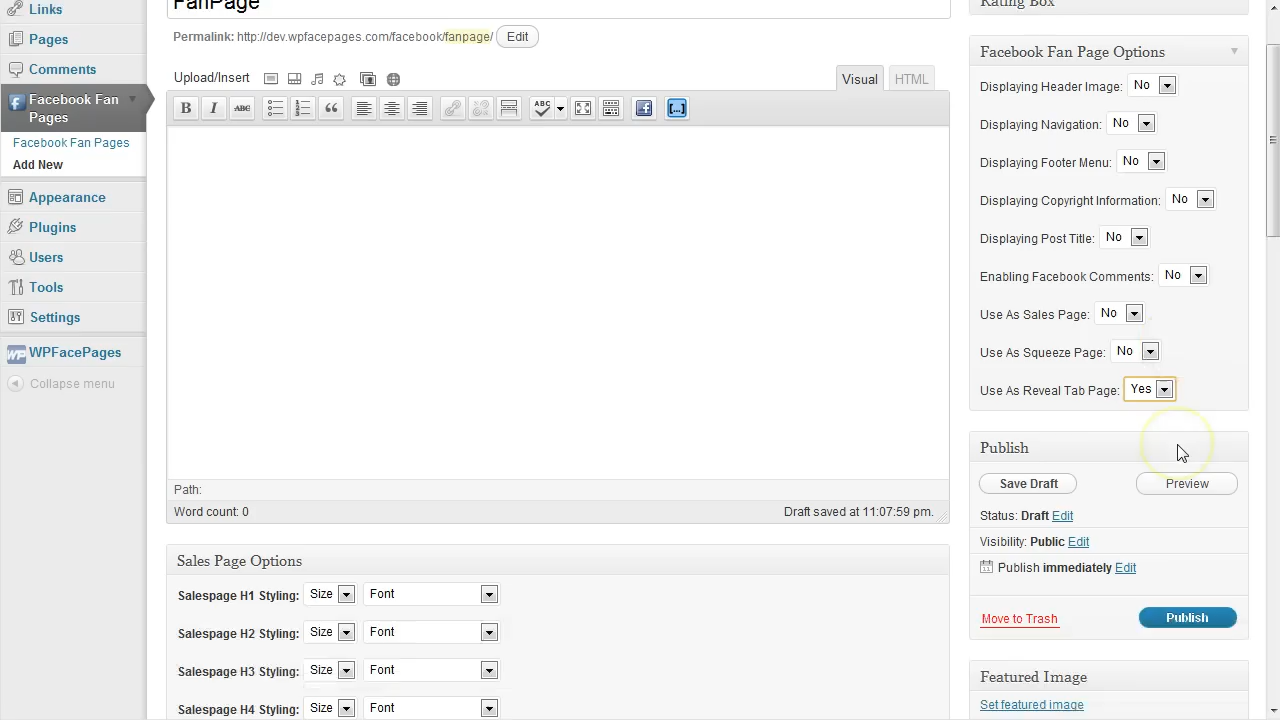 Links
Pages
Comments
Facebook Fan
Pages
Facebook Fan Pages
Add New
Appearance
Plugins
Users
Tools
Settings
WPFacePages
Collapse menu
FanPage
Permalink: http://dev.wpfacepages.com/facebook/fanpage/ Edit
Upload/Insert
Visual HTML
B I ABC ABC
Path:
Word count: 0 Draft saved at 11:07:59 pm.
Sales Page Options
Salespage H1 Styling: Size Font
Salespage H2 Styling: Size Font
Salespage H3 Styling: Size Font
Salespage H4 Styling: Size Font
Rating Box
Facebook Fan Page Options
Displaying Header Image: No
Displaying Navigation: No
Displaying Footer Menu: No
Displaying Copyright Information: No
Displaying Post Title: No
Enabling Facebook Comments: No
Use As Sales Page: No
Use As Squeeze Page: No
Use As Reveal Tab Page: Yes
Publish
Save Draft Preview
Status: Draft Edit
Visibility: Public Edit
Publish immediately Edit
Move to Trash Publish
Featured Image
Set featured image